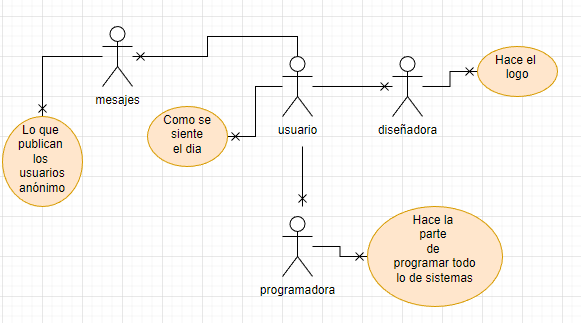 mesajes
Lo que
publican
los
usuarios
anónimo
Como se
siente
el dia
usuario
diseñadora
Hace el
logo
programadora
Hace la
parte
de
programar todo
lo de sistemas